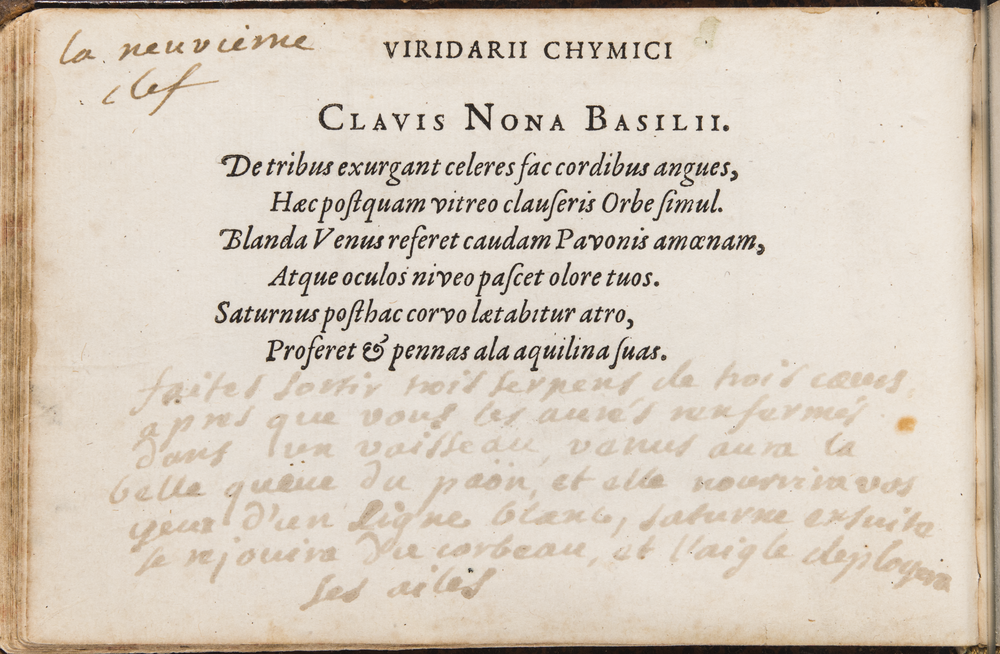 la neuvieme
clef
VIRIDARII CHYMICI
CLAVIS NONA BASILII.
De tribus exurgant celeres fac cordibus angues,
Hæc poſtquam vitreo clauſeris Orbe ſimul.
Blanda Venus referet caudam Pavonis amœnam,
Atque oculos niveo paſcet olore tuos.
Saturnus poſthac corvo lætabitur atro,
Proferet & pennas ala aquilina ſuas.
faites sortir trois serpens de trois cœurs,
apres que vous les aurés renfermés
dans un vaisseau, venus aura la
belle queue du paön, et elle nourrira vos
yeux d'un signe blanc, saturne ensuite
se rejouira du corbeau, et l'aigle deployera
ses ailes